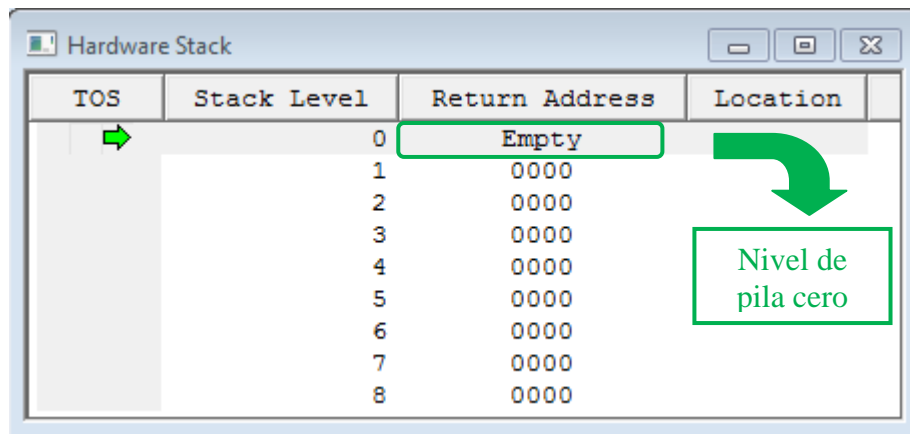 Hardware Stack
TOS Stack Level Return Address Location
0 Empty
1 0000
2 0000
3 0000
4 0000
5 0000
6 0000
7 0000
8 0000
Nivel de
pila cero